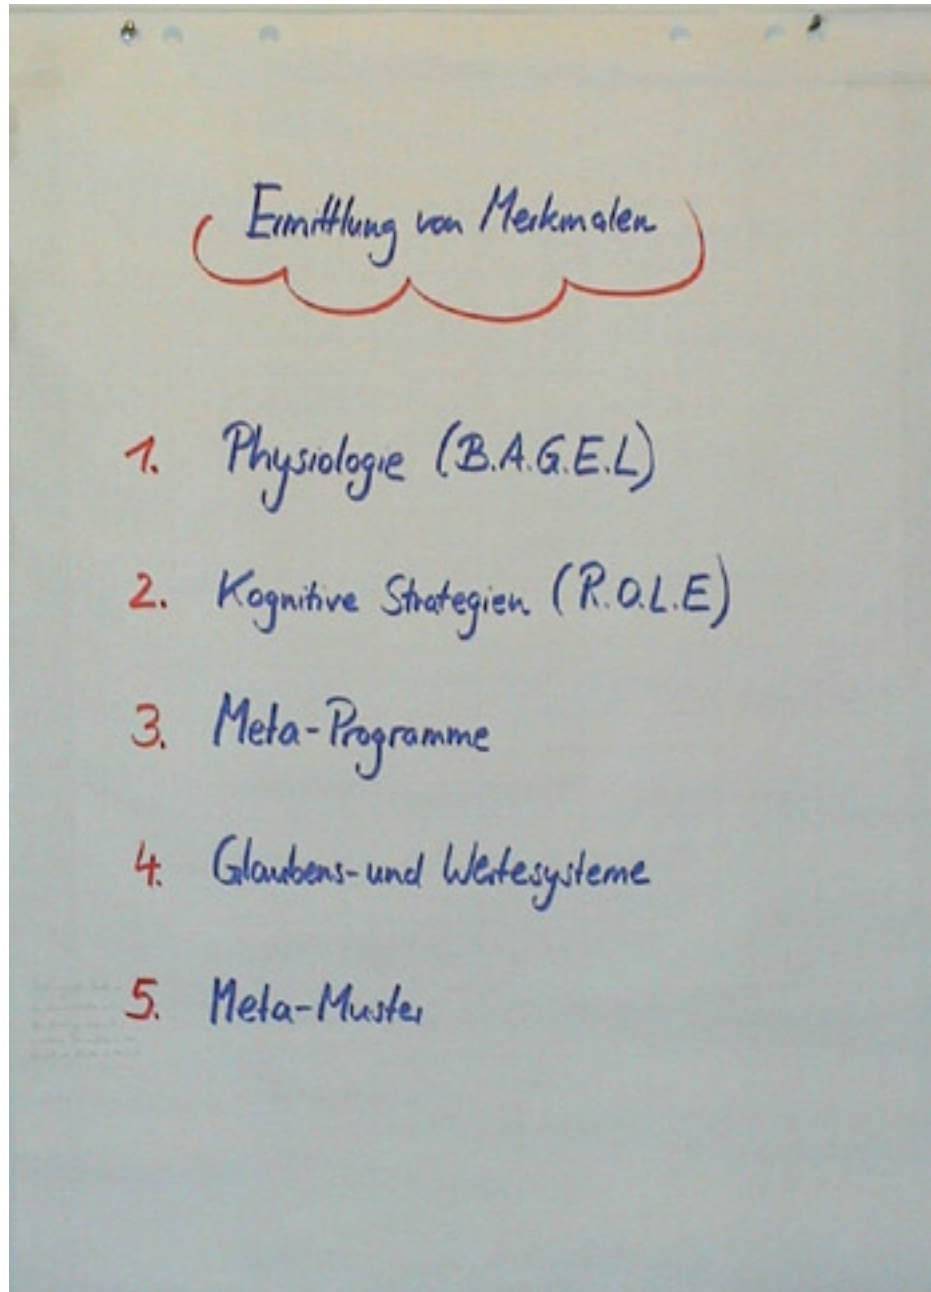 Ermittlung von Merkmalen
1. Physiologie (B.A.G.E.L)
2. Kognitive Strategien (R.O.L.E)
3. Meta-Programme
4. Glaubens- und Wertesysteme
5. Meta-Muster